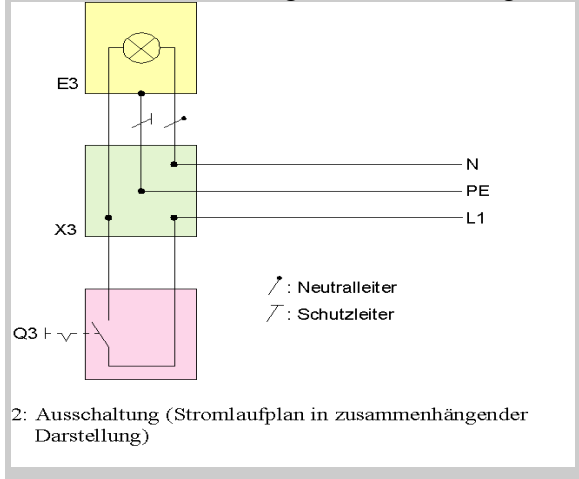 E3
N
PE
L1
X3
: Neutralleiter
: Schutzleiter
Q3
2: Ausschaltung (Stromlaufplan in zusammenhängender
Darstellung)